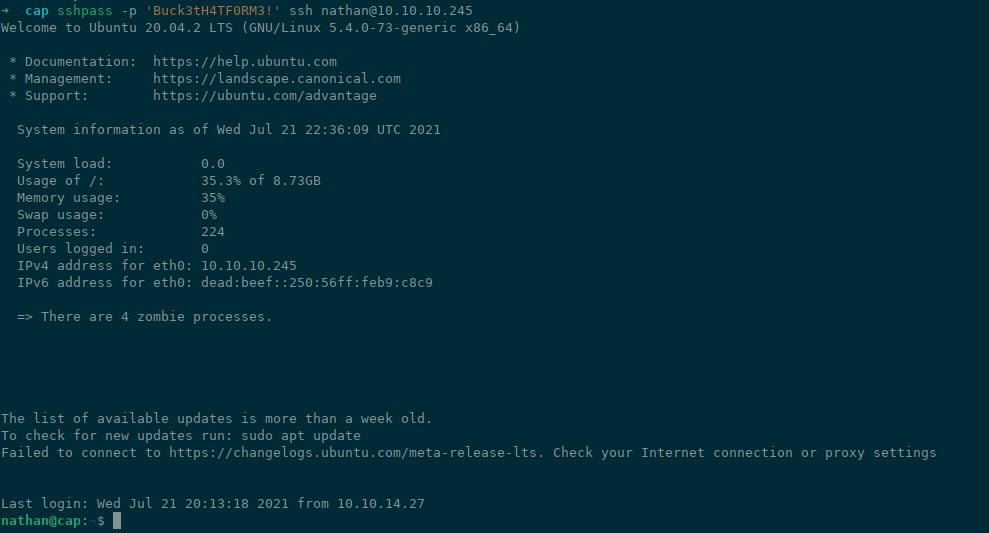 ➜  cap sshpass -p 'Buck3tH4TF0RM3!' ssh nathan@10.10.10.245
Welcome to Ubuntu 20.04.2 LTS (GNU/Linux 5.4.0-73-generic x86_64)
 * Documentation:  https://help.ubuntu.com
 * Management:     https://landscape.canonical.com
 * Support:        https://ubuntu.com/advantage
  System information as of Wed Jul 21 22:36:09 UTC 2021
  System load:           0.0
  Usage of /:            35.3% of 8.73GB
  Memory usage:          35%
  Swap usage:            0%
  Processes:             224
  Users logged in:       0
  IPv4 address for eth0: 10.10.10.245
  IPv6 address for eth0: dead:beef::250:56ff:feb9:c8c9
  => There are 4 zombie processes.
The list of available updates is more than a week old.
To check for new updates run: sudo apt update
Failed to connect to https://changelogs.ubuntu.com/meta-release-lts. Check your Internet connection or proxy settings
Last login: Wed Jul 21 20:13:18 2021 from 10.10.14.27
nathan@cap:~$